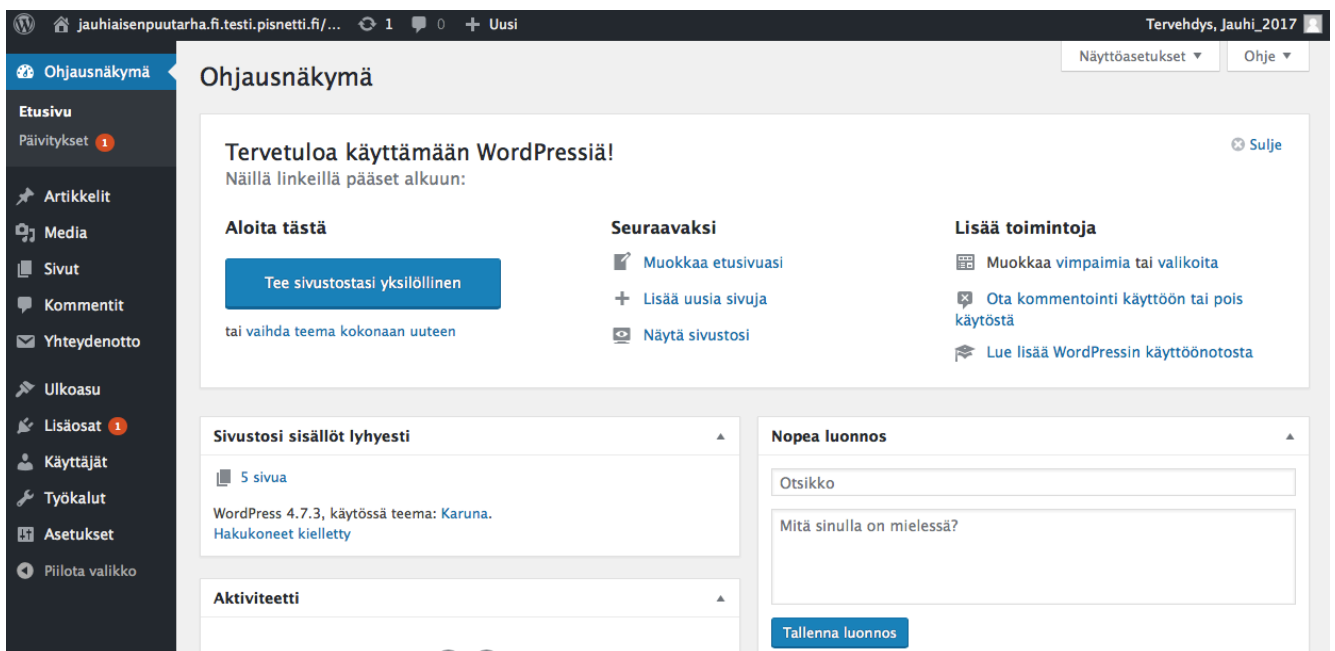 jauhiaisenpuutarha.fi.testi.pisnetti.fi/... 1 0 + Uusi Tervehdys, Jauhi_2017
Näyttöasetukset ▼ Ohje ▼
Ohjausnäkymä
Etusivu
Päivitykset 1
Artikkelit
Media
Sivut
Kommentit
Yhteydenotto
Ulkoasu
Lisäosat 1
Käyttäjät
Työkalut
Asetukset
Piilota valikko
Ohjausnäkymä
Tervetuloa käyttämään WordPressiä!
Sulje
Näillä linkeillä pääset alkuun:
Aloita tästä
Tee sivustostasi yksilöllinen
tai vaihda teema kokonaan uuteen
Seuraavaksi
Muokkaa etusivuasi
Lisää uusia sivuja
Näytä sivustosi
Lisää toimintoja
Muokkaa vimpaimia tai valikoita
Ota kommentointi käyttöön tai pois
käytöstä
Lue lisää WordPressin käyttöönotosta
Sivustosi sisällöt lyhyesti
5 sivua
WordPress 4.7.3, käytössä teema: Karuna.
Hakukoneet kielletty
Aktiviteetti
Nopea luonnos
Otsikko
Mitä sinulla on mielessä?
Tallenna luonnos